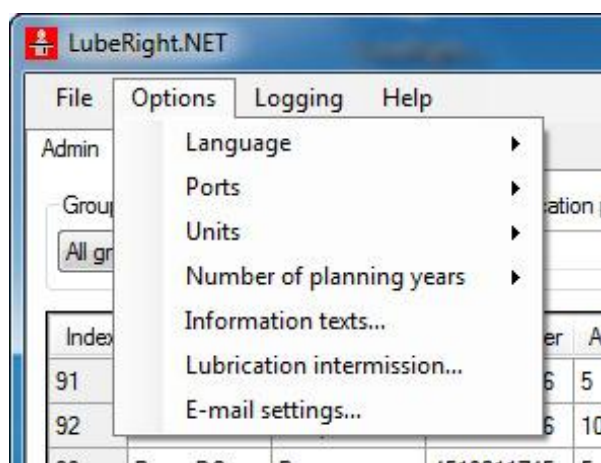 LubeRight.NET
File Options Logging Help
Admin
Language
Ports
Units
Number of planning years
Information texts...
Lubrication intermission...
E-mail settings...
Index
91
5
92
10